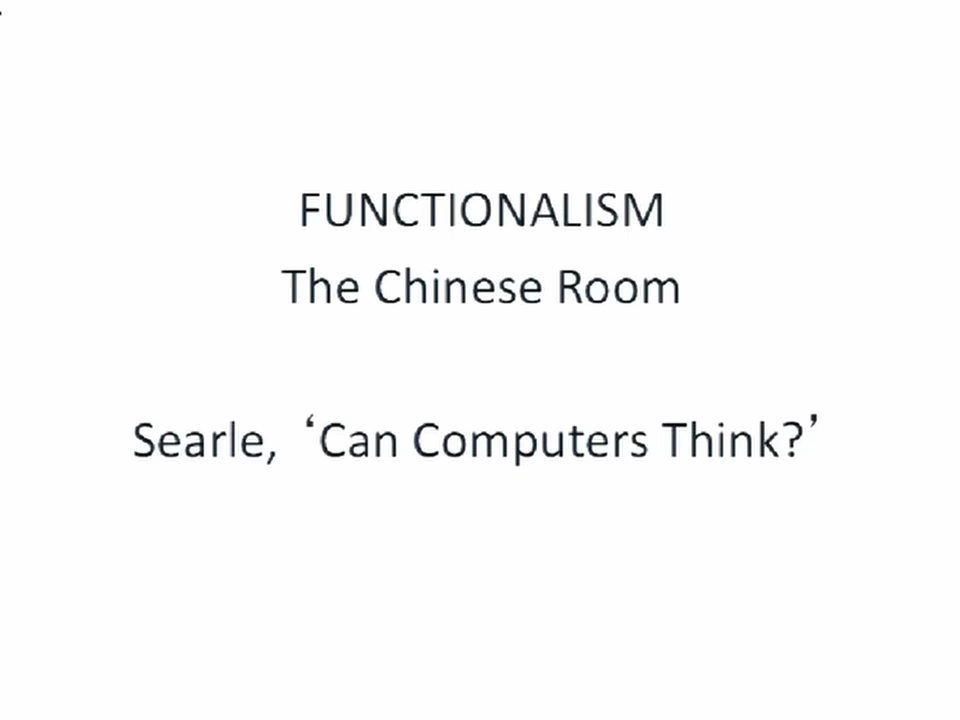 FUNCTIONALISM
The Chinese Room
Searle, ‘Can Computers Think?’